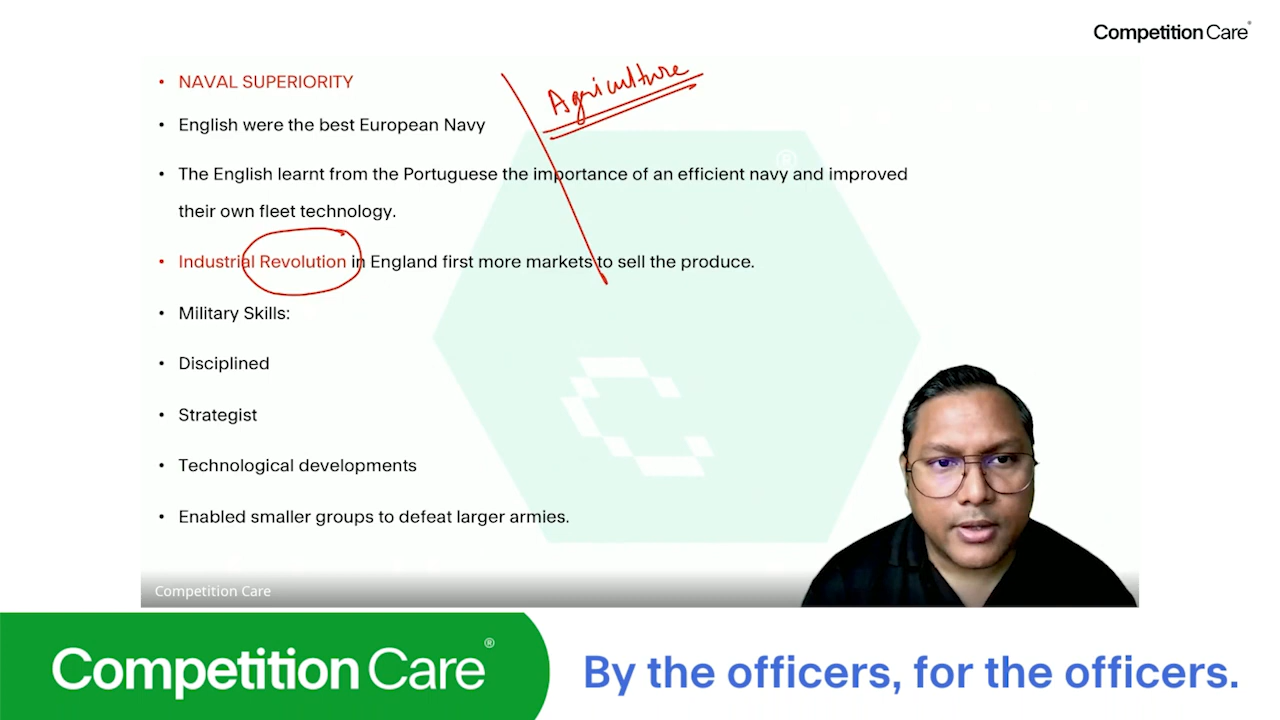 Competition Care®
• NAVAL SUPERIORITY
Agriculture
• English were the best European Navy
• The English learnt from the Portuguese the importance of an efficient navy and improved
their own fleet technology.
• Industrial Revolution in England first more markets to sell the produce.
• Military Skills:
• Disciplined
• Strategist
• Technological developments
• Enabled smaller groups to defeat larger armies.
Competition Care
Competition Care®
By the officers, for the officers.